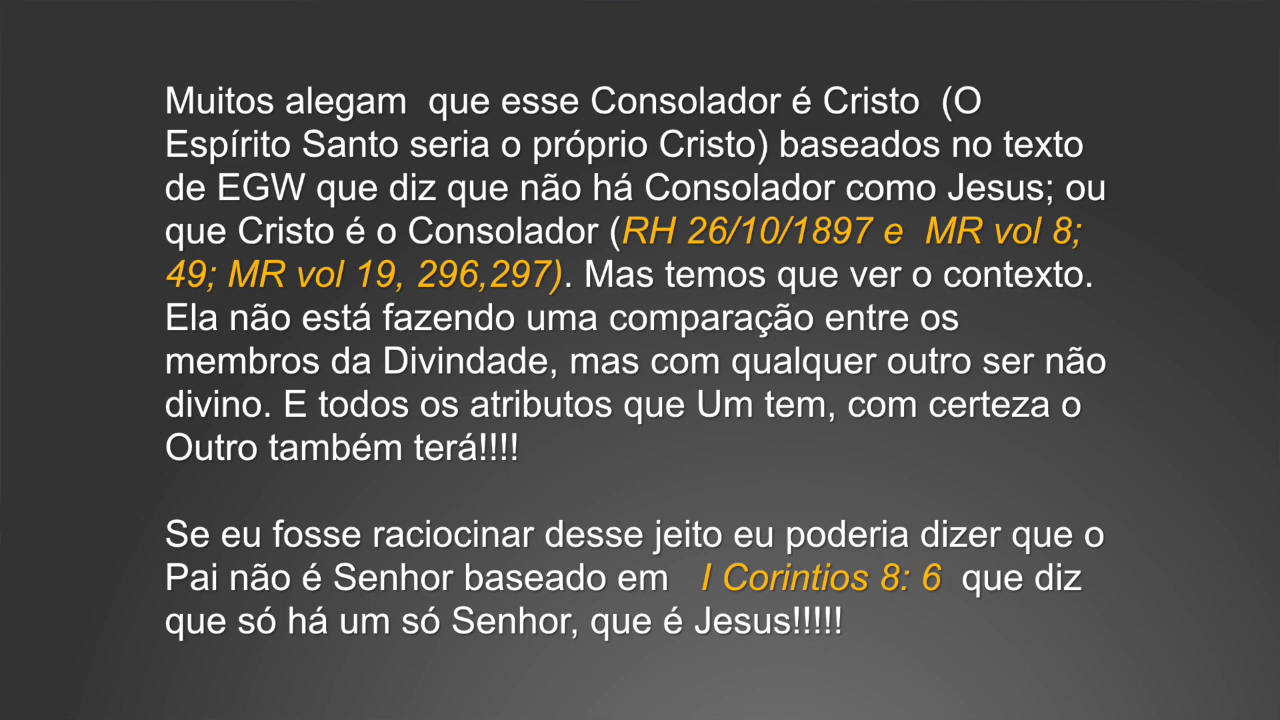 Muitos alegam  que esse Consolador é Cristo  (O
Espírito Santo seria o próprio Cristo) baseados no texto
de EGW que diz que não há Consolador como Jesus; ou
que Cristo é o Consolador (RH 26/10/1897 e  MR vol 8;
49; MR vol 19, 296,297). Mas temos que ver o contexto.
Ela não está fazendo uma comparação entre os
membros da Divindade, mas com qualquer outro ser não
divino. E todos os atributos que Um tem, com certeza o
Outro também terá!!!!
Se eu fosse raciocinar desse jeito eu poderia dizer que o
Pai não é Senhor baseado em   I Corintios 8: 6  que diz
que só há um só Senhor, que é Jesus!!!!!